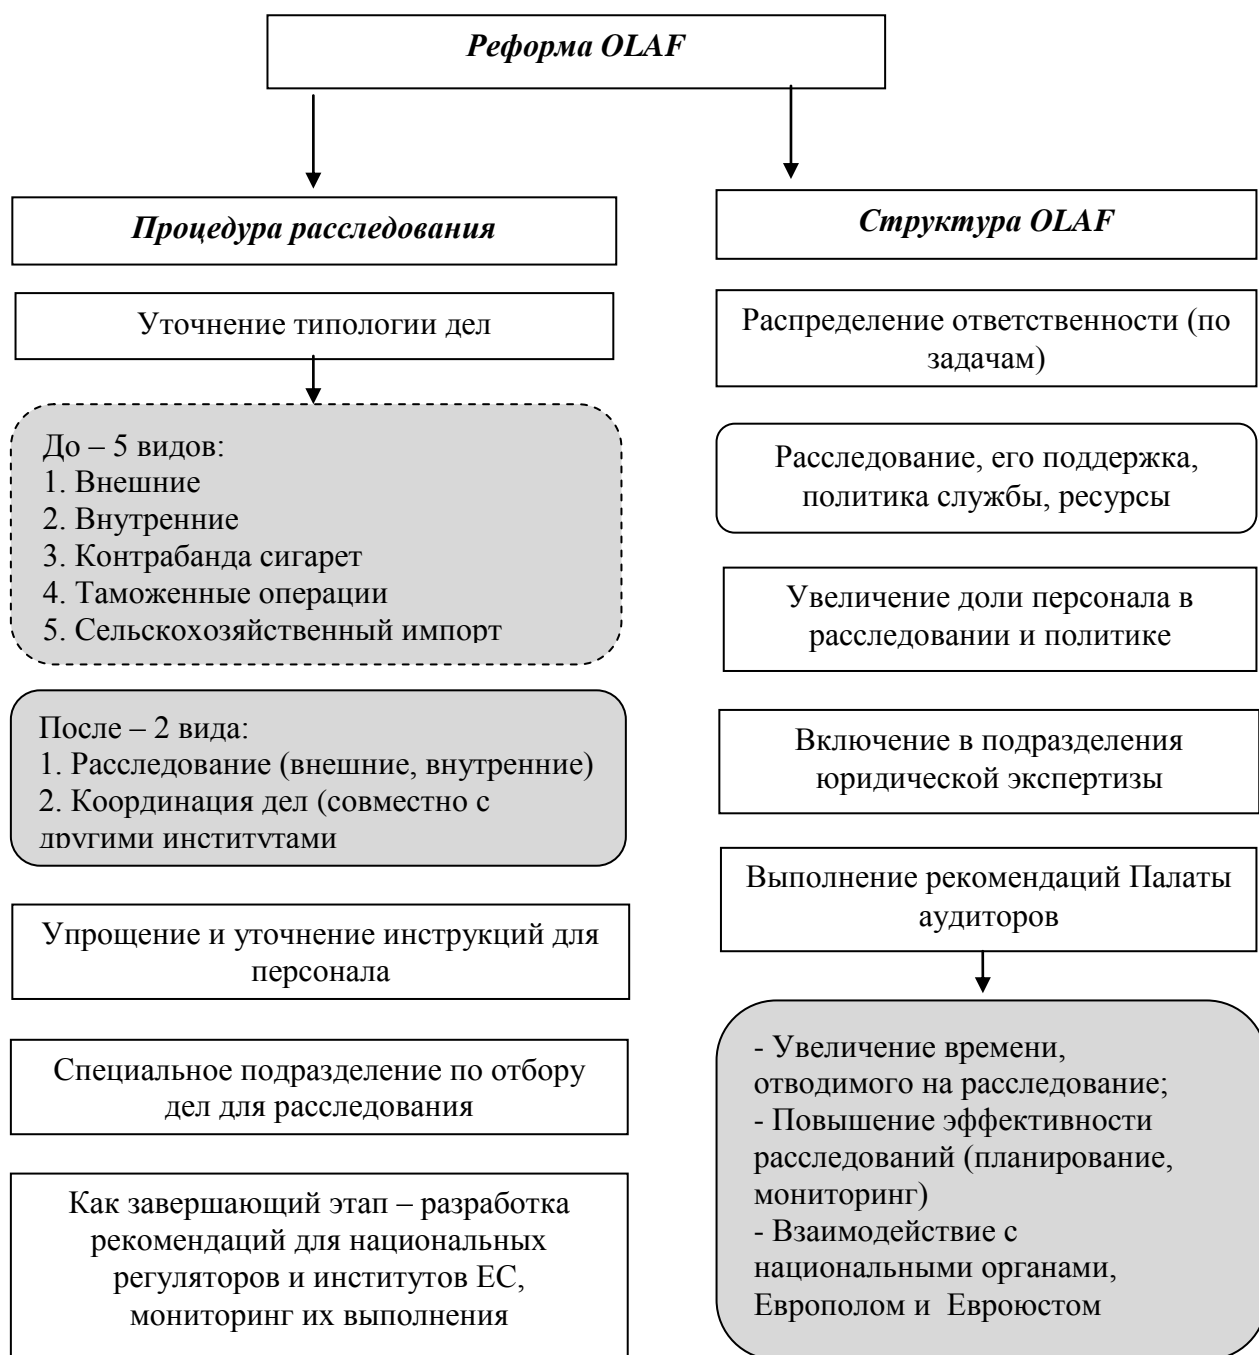 Реформа OLAF
Процедура расследования
Уточнение типологии дел
До – 5 видов:
1. Внешние
2. Внутренние
3. Контрабанда сигарет
4. Таможенные операции
5. Сельскохозяйственный импорт
После – 2 вида:
1. Расследование (внешние, внутренние)
2. Координация дел (совместно с
другими институтами
Упрощение и уточнение инструкций для
персонала
Специальное подразделение по отбору
дел для расследования
Как завершающий этап – разработка
рекомендаций для национальных
регуляторов и институтов ЕС,
мониторинг их выполнения
Структура OLAF
Распределение ответственности (по
задачам)
Расследование, его поддержка,
политика службы, ресурсы
Увеличение доли персонала в
расследовании и политике
Включение в подразделения
юридической экспертизы
Выполнение рекомендаций Палаты
аудиторов
- Увеличение времени,
отводимого на расследование;
- Повышение эффективности
расследований (планирование,
мониторинг)
- Взаимодействие с
национальными органами,
Европолом и Евроюстом